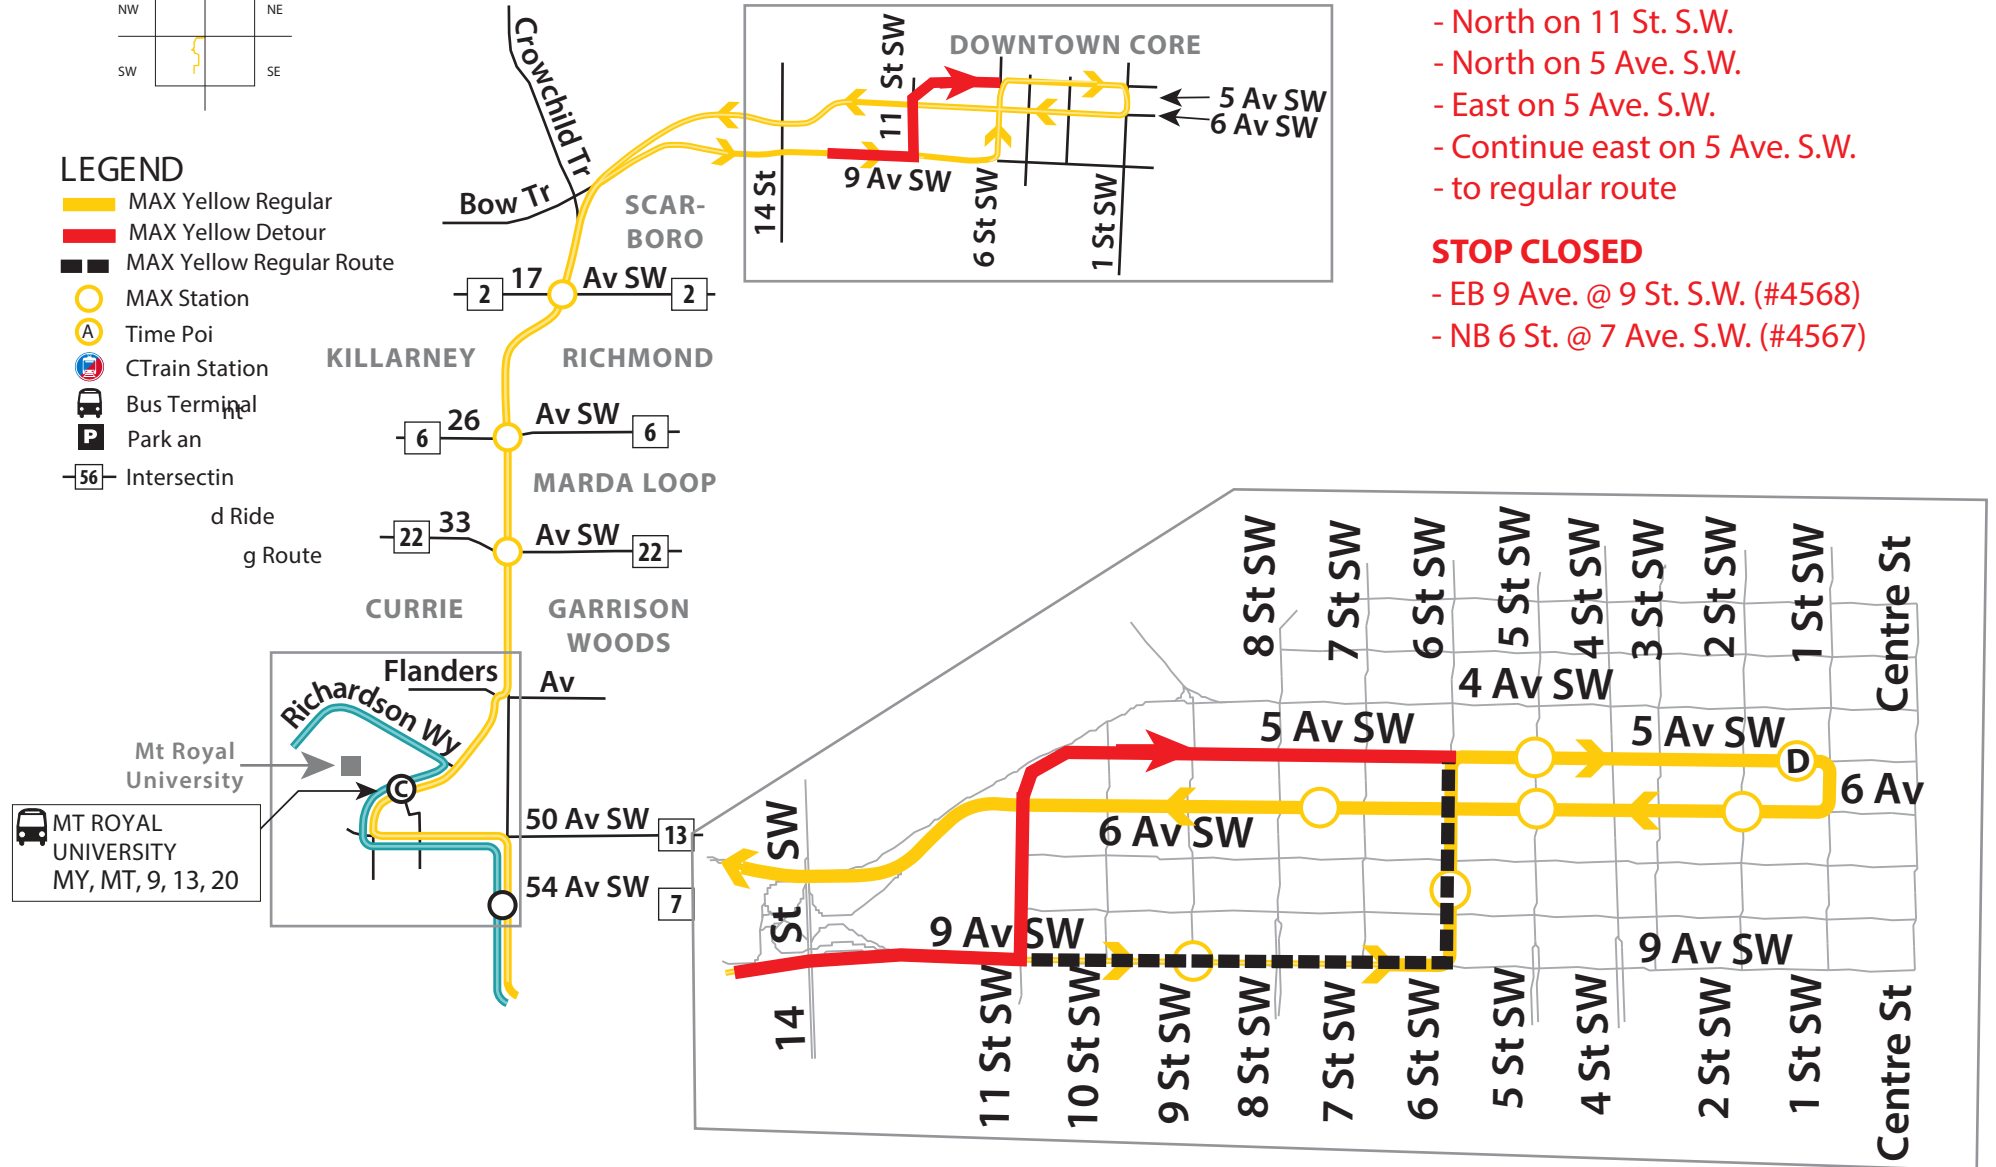 NW
NE
SW
SE
LEGEND
MAX Yellow Regular
MAX Yellow Detour
MAX Yellow Regular Route
MAX Station
A
Time Poi
CTrain Station
Bus Terminal
nt
P
Park an
56
Intersectin
d Ride
g Route
Crowchild Tr
Bow Tr
SCAR-
BORO
2
17
Av SW
2
KILLARNEY
RICHMOND
6
26
Av SW
6
MARDA LOOP
22
33
Av SW
22
CURRIE
GARRISON
WOODS
Flanders
Av
Richardson Wy
Mt Royal
University
C
MT ROYAL
UNIVERSITY
MY, MT, 9, 13, 20
50 Av SW
13
54 Av SW
7
DOWNTOWN CORE
11 St SW
5 Av SW
6 Av SW
9 Av SW
14 St
6 St SW
1 St SW
- North on 11 St. S.W.
- North on 5 Ave. S.W.
- East on 5 Ave. S.W.
- Continue east on 5 Ave. S.W.
- to regular route
STOP CLOSED
- EB 9 Ave. @ 9 St. S.W. (#4568)
- NB 6 St. @ 7 Ave. S.W. (#4567)
8 St SW
7 St SW
6 St SW
5 St SW
4 St SW
3 St SW
2 St SW
1 St SW
Centre St
4 Av SW
5 Av SW
5 Av SW
D
6 Av
6 Av SW
9 Av SW
9 Av SW
14 St SW
11 St SW
10 St SW
9 St SW
8 St SW
7 St SW
6 St SW
5 St SW
4 St SW
2 St SW
1 St SW
Centre St